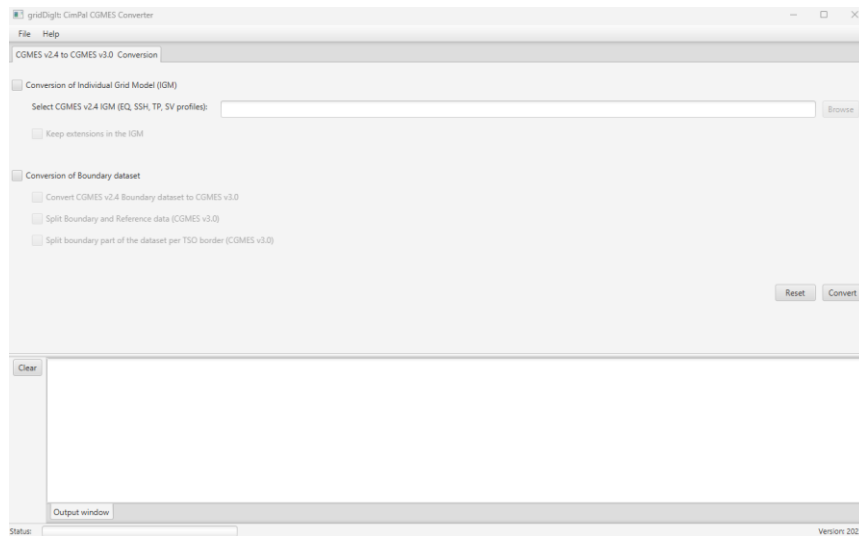 gridDigIt: CimPal CGMES Converter
File Help
CGMES v2.4 to CGMES v3.0 Conversion
Conversion of Individual Grid Model (IGM)
Select CGMES v2.4 IGM (EQ, SSH, TP, SV profiles):
Browse
Keep extensions in the IGM
Conversion of Boundary dataset
Convert CGMES v2.4 Boundary dataset to CGMES v3.0
Split Boundary and Reference data (CGMES v3.0)
Split boundary part of the dataset per TSO border (CGMES v3.0)
Reset Convert
Clear
Output window
Status: Version: 202